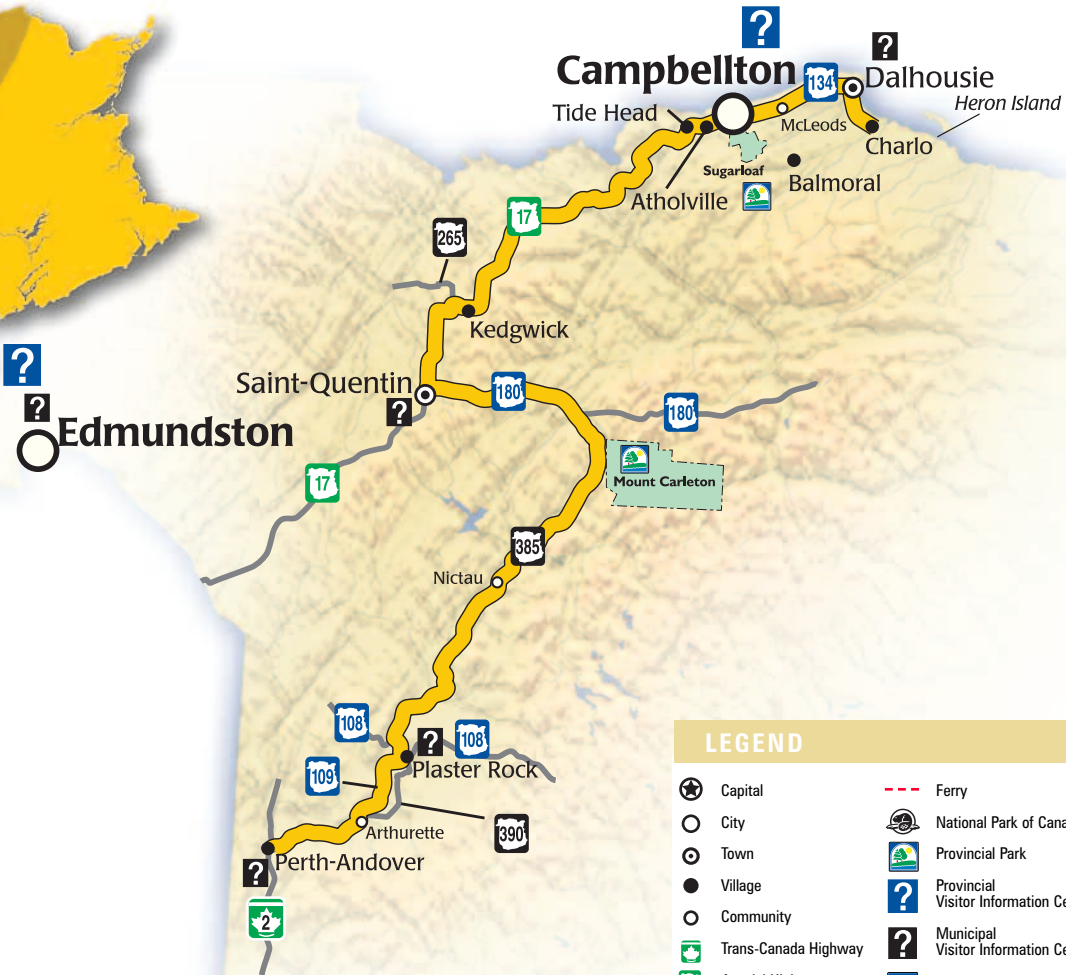 ?
Campbellton
134
?
Dalhousie
Heron Island
Tide Head
McLeods
Charlo
Sugarloaf
Balmoral
Atholville
17
265
Kedgwick
?
?
Edmundston
Saint-Quentin
?
180
180
17
Mount Carleton
385
Nictau
108
?
108
Plaster Rock
109
390
Arthurette
Perth-Andover
?
2
LEGEND
Capital
City
Town
Village
Community
Trans-Canada Highway
Ferry
National Park of Cana
Provincial Park
?
Provincial
Visitor Information Ce
?
Municipal
Visitor Information Ce